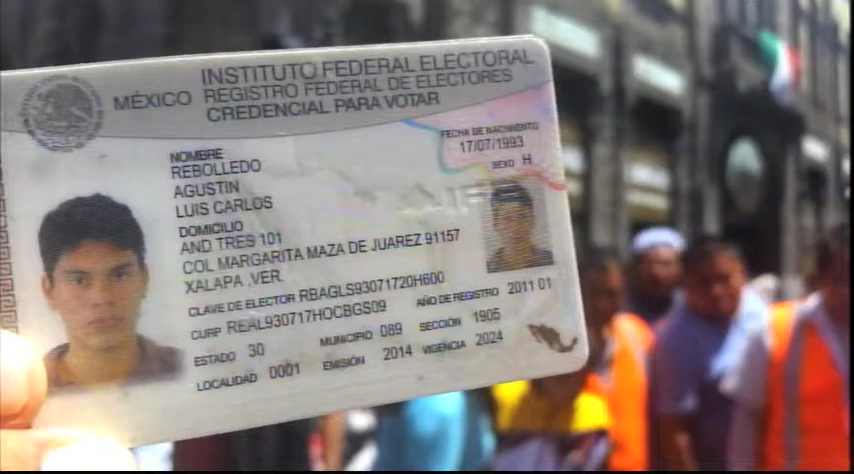 INSTITUTO FEDERAL ELECTORAL
MÉXICO REGISTRO FEDERAL DE ELECTORES
CREDENCIAL PARA VOTAR
FECHA DE NACIMIENTO
17/07/1993
SEXO H
NOMBRE
REBOLLEDO
AGUSTIN
LUIS CARLOS
DOMICILIO
AND TRES 101
COL MARGARITA MAZA DE JUAREZ 91157
XALAPA ,VER.
CLAVE DE ELECTOR RBAGLS93071720H600
CURP REAL930717HOCBGS09 AÑO DE REGISTRO 2011 01
ESTADO 30 MUNICIPIO 089 SECCIÓN 1905
LOCALIDAD 0001 EMISIÓN 2014 VIGENCIA 2024